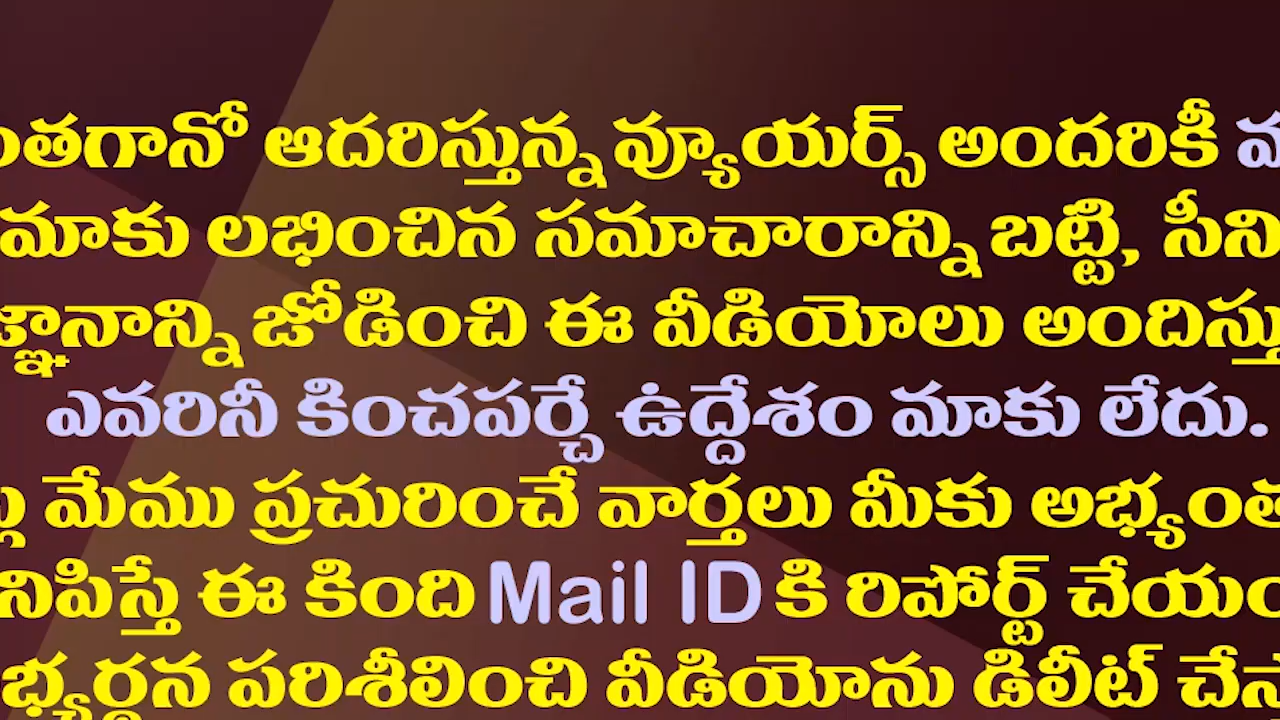 ంతగానో ఆదరిస్తున్న వ్యూయర్స్ అందరికీ
మాకు లభించిన సమాచారాన్ని బట్టి, సీని
జ్ఞానాన్ని జోడించి ఈ వీడియోలు అందిస్తు
ఎవరినీ కించపర్చే ఉద్దేశం మాకు లేదు.
మేము ప్రచురించే వార్తలు మీకు అభ్యంత
నిపిస్తే ఈ కింది Mail ID కి రిపోర్ట్ చేయం
భ్యర్థన పరిశీలించి వీడియోను డిలీట్ చేస